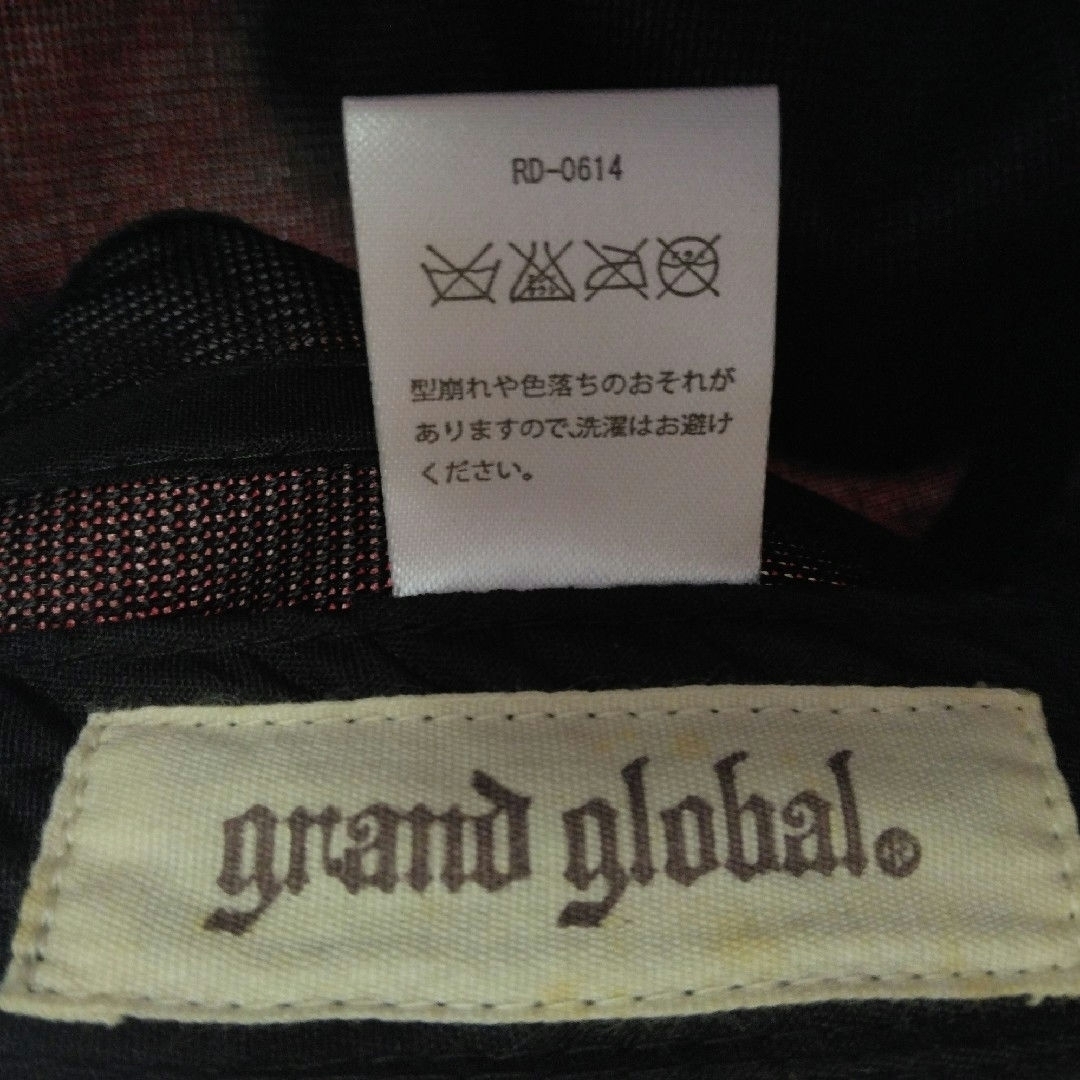 RD-0614
型崩れや色落ちのおそれが
ありますので、洗濯はお避け
ください。
grand global®